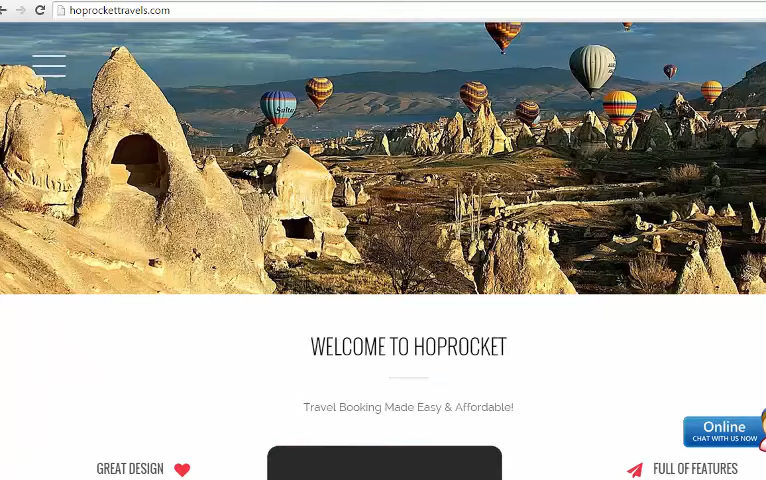 hoprockettravels.com
WELCOME TO HOPROCKET
Travel Booking Made Easy & Affordable!
Online
CHAT WITH US NOW
GREAT DESIGN
FULL OF FEATURES